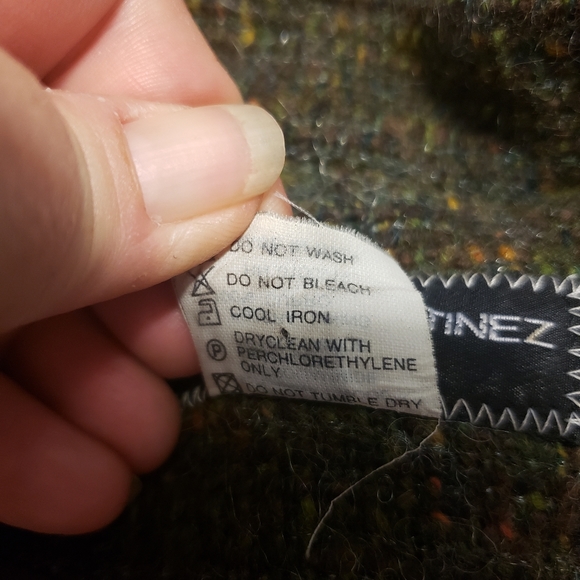 DO NOT WASH
DO NOT BLEACH
COOL IRON
DRYCLEAN WITH
PERCHLORETHYLENE
ONLY
P
DO NOT TUMBLE DRY
TINEZ